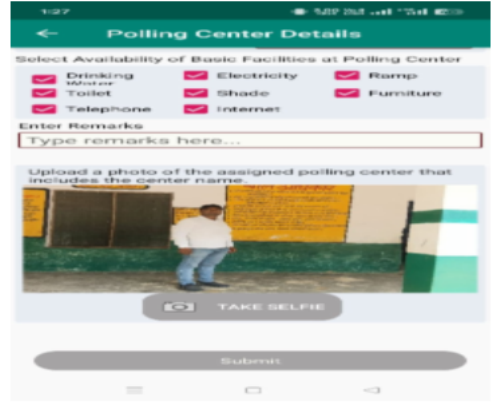 1:27
Polling Center Details
Select Availability of Basic Facilities at Polling Center
Drinking Water
Electricity
Ramp
Toilet
Shade
Furniture
Telephone
Internet
Enter Remarks
Type remarks here...
Upload a photo of the assigned polling center that
includes the center name.
TAKE SELFIE
Submit